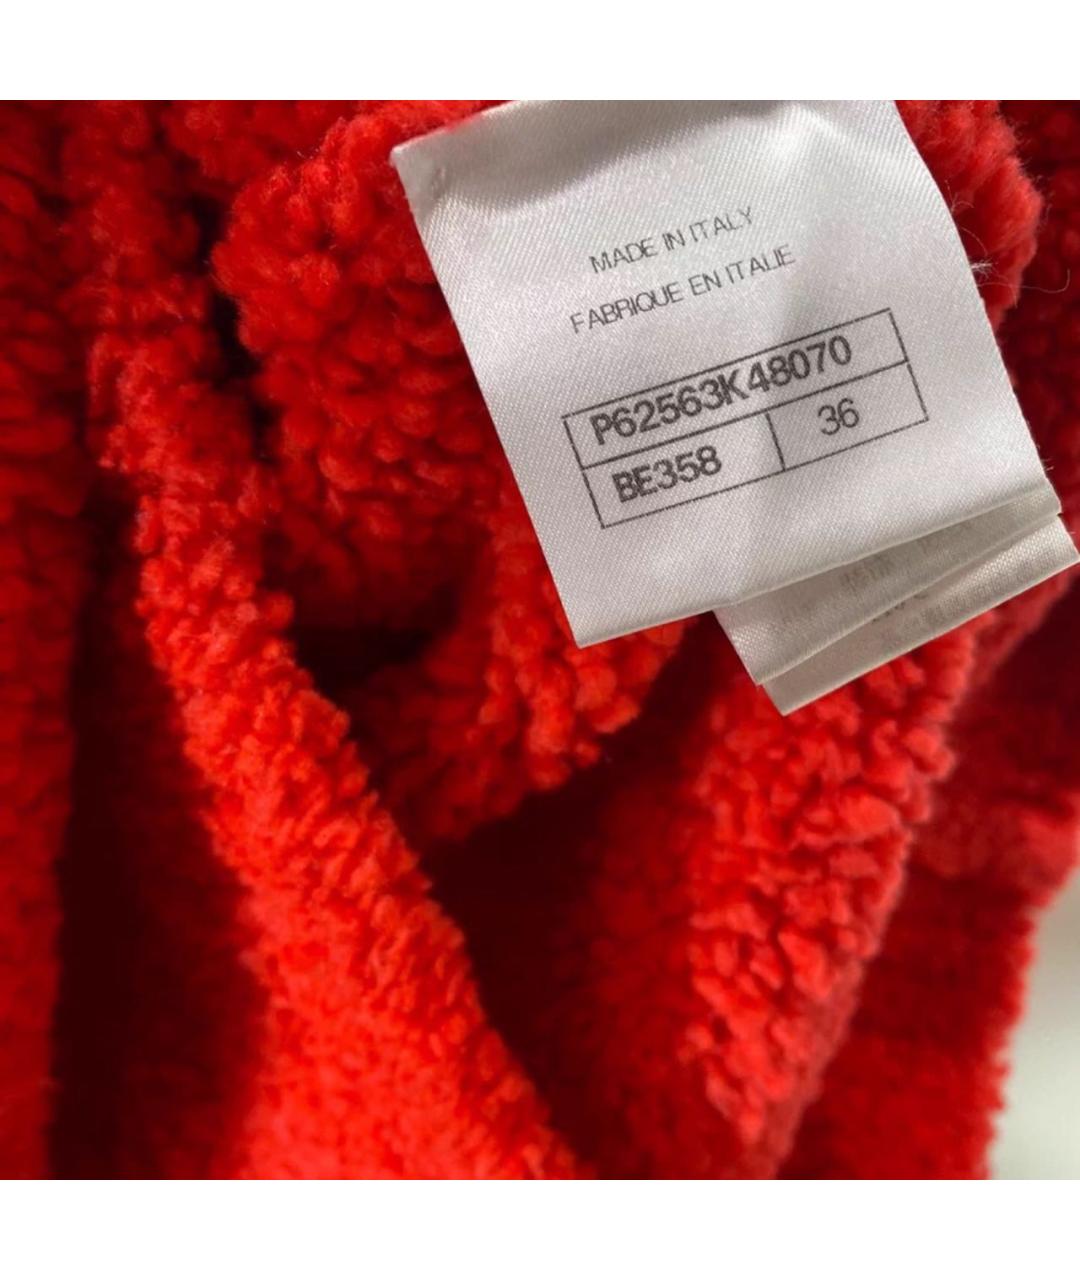 MADE IN ITALY
FABRIQUE EN ITALIE
P62563K48070
BE358 36